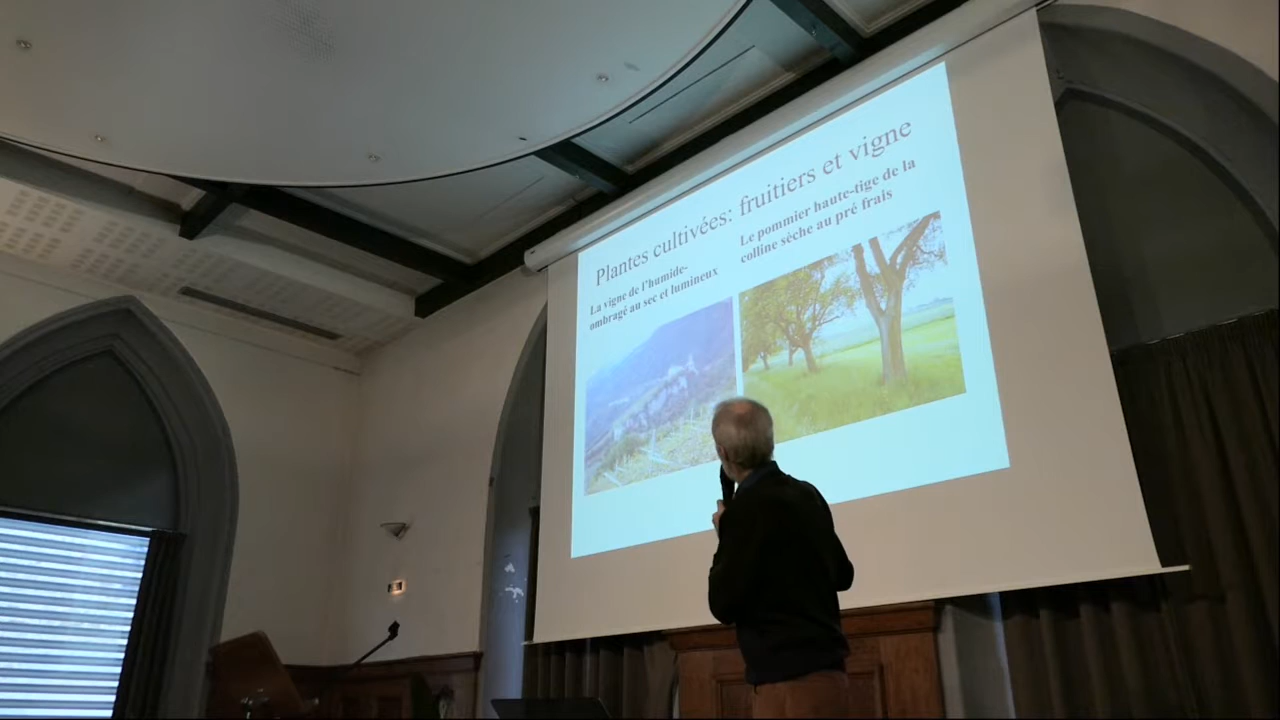 Plantes cultivées: fruitiers et vigne
La vigne de l'humide-
ombragé au sec et lumineux
Le pommier haute-tige de la
colline sèche au pré frais